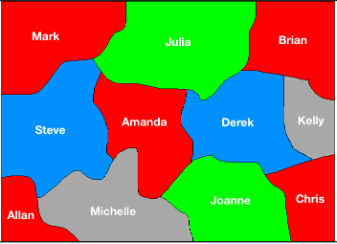 Mark
Julia
Brian
Steve
Amanda
Derek
Kelly
Allan
Michelle
Joanne
Chris